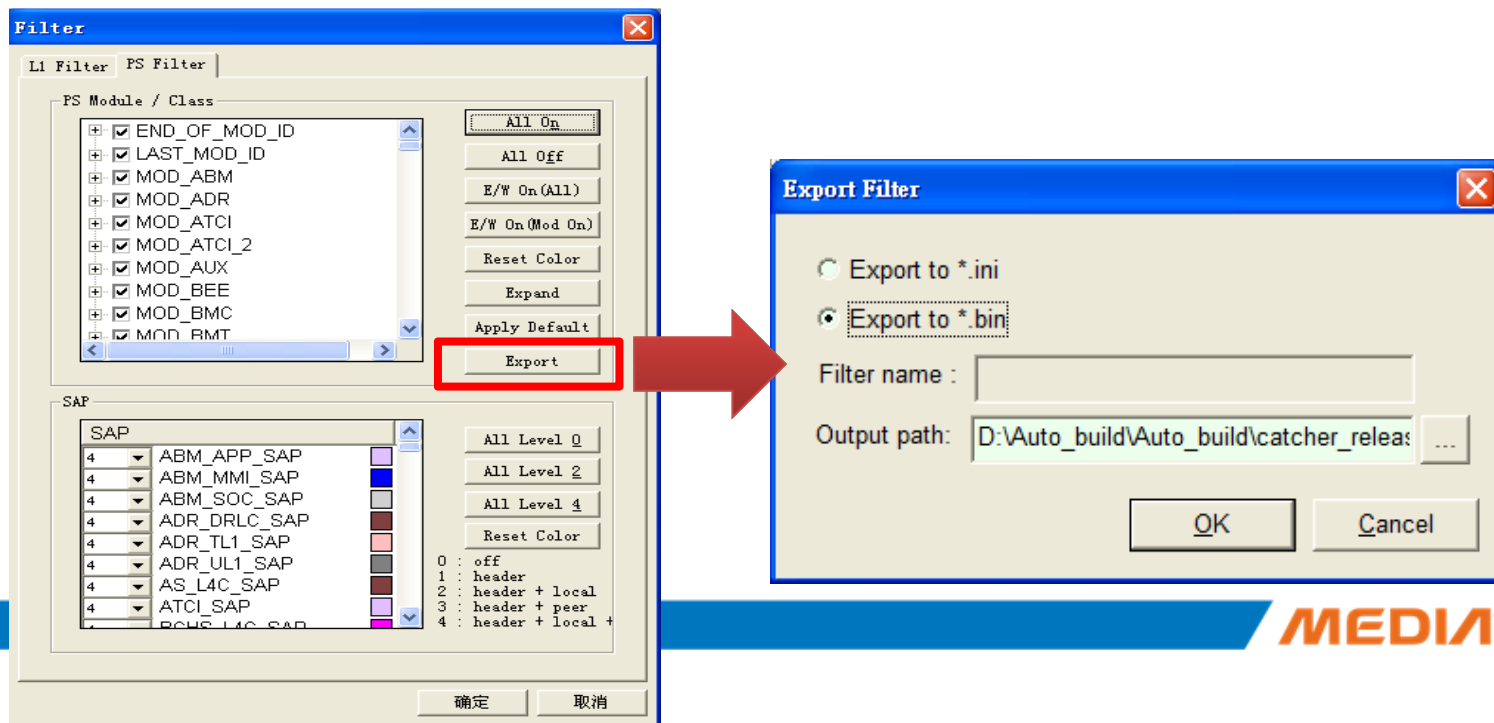 Filter
L1 Filter PS Filter
PS Module / Class
END_OF_MOD_ID
LAST_MOD_ID
MOD_ABM
MOD_ADR
MOD_ATCI
MOD_ATCI_2
MOD_AUX
MOD_BEE
MOD_BMC
MOD_BMT
All On
All Off
E/W On(All)
E/W On(Mod On)
Reset Color
Expand
Apply Default
Export
SAP
SAP
4 ABM_APP_SAP
4 ABM_MMI_SAP
4 ABM_SOC_SAP
4 ADR_DRLC_SAP
4 ADR_TL1_SAP
4 ADR_UL1_SAP
4 AS_L4C_SAP
4 ATCI_SAP
All Level 0
All Level 2
All Level 4
Reset Color
0 : off
1 : header
2 : header + local
3 : header + peer
4 : header + local +
确定 取消
Export Filter
Export to *.ini
Export to *.bin
Filter name :
Output path: D:\Auto_build\Auto_build\catcher_releas ...
OK Cancel
MEDIA